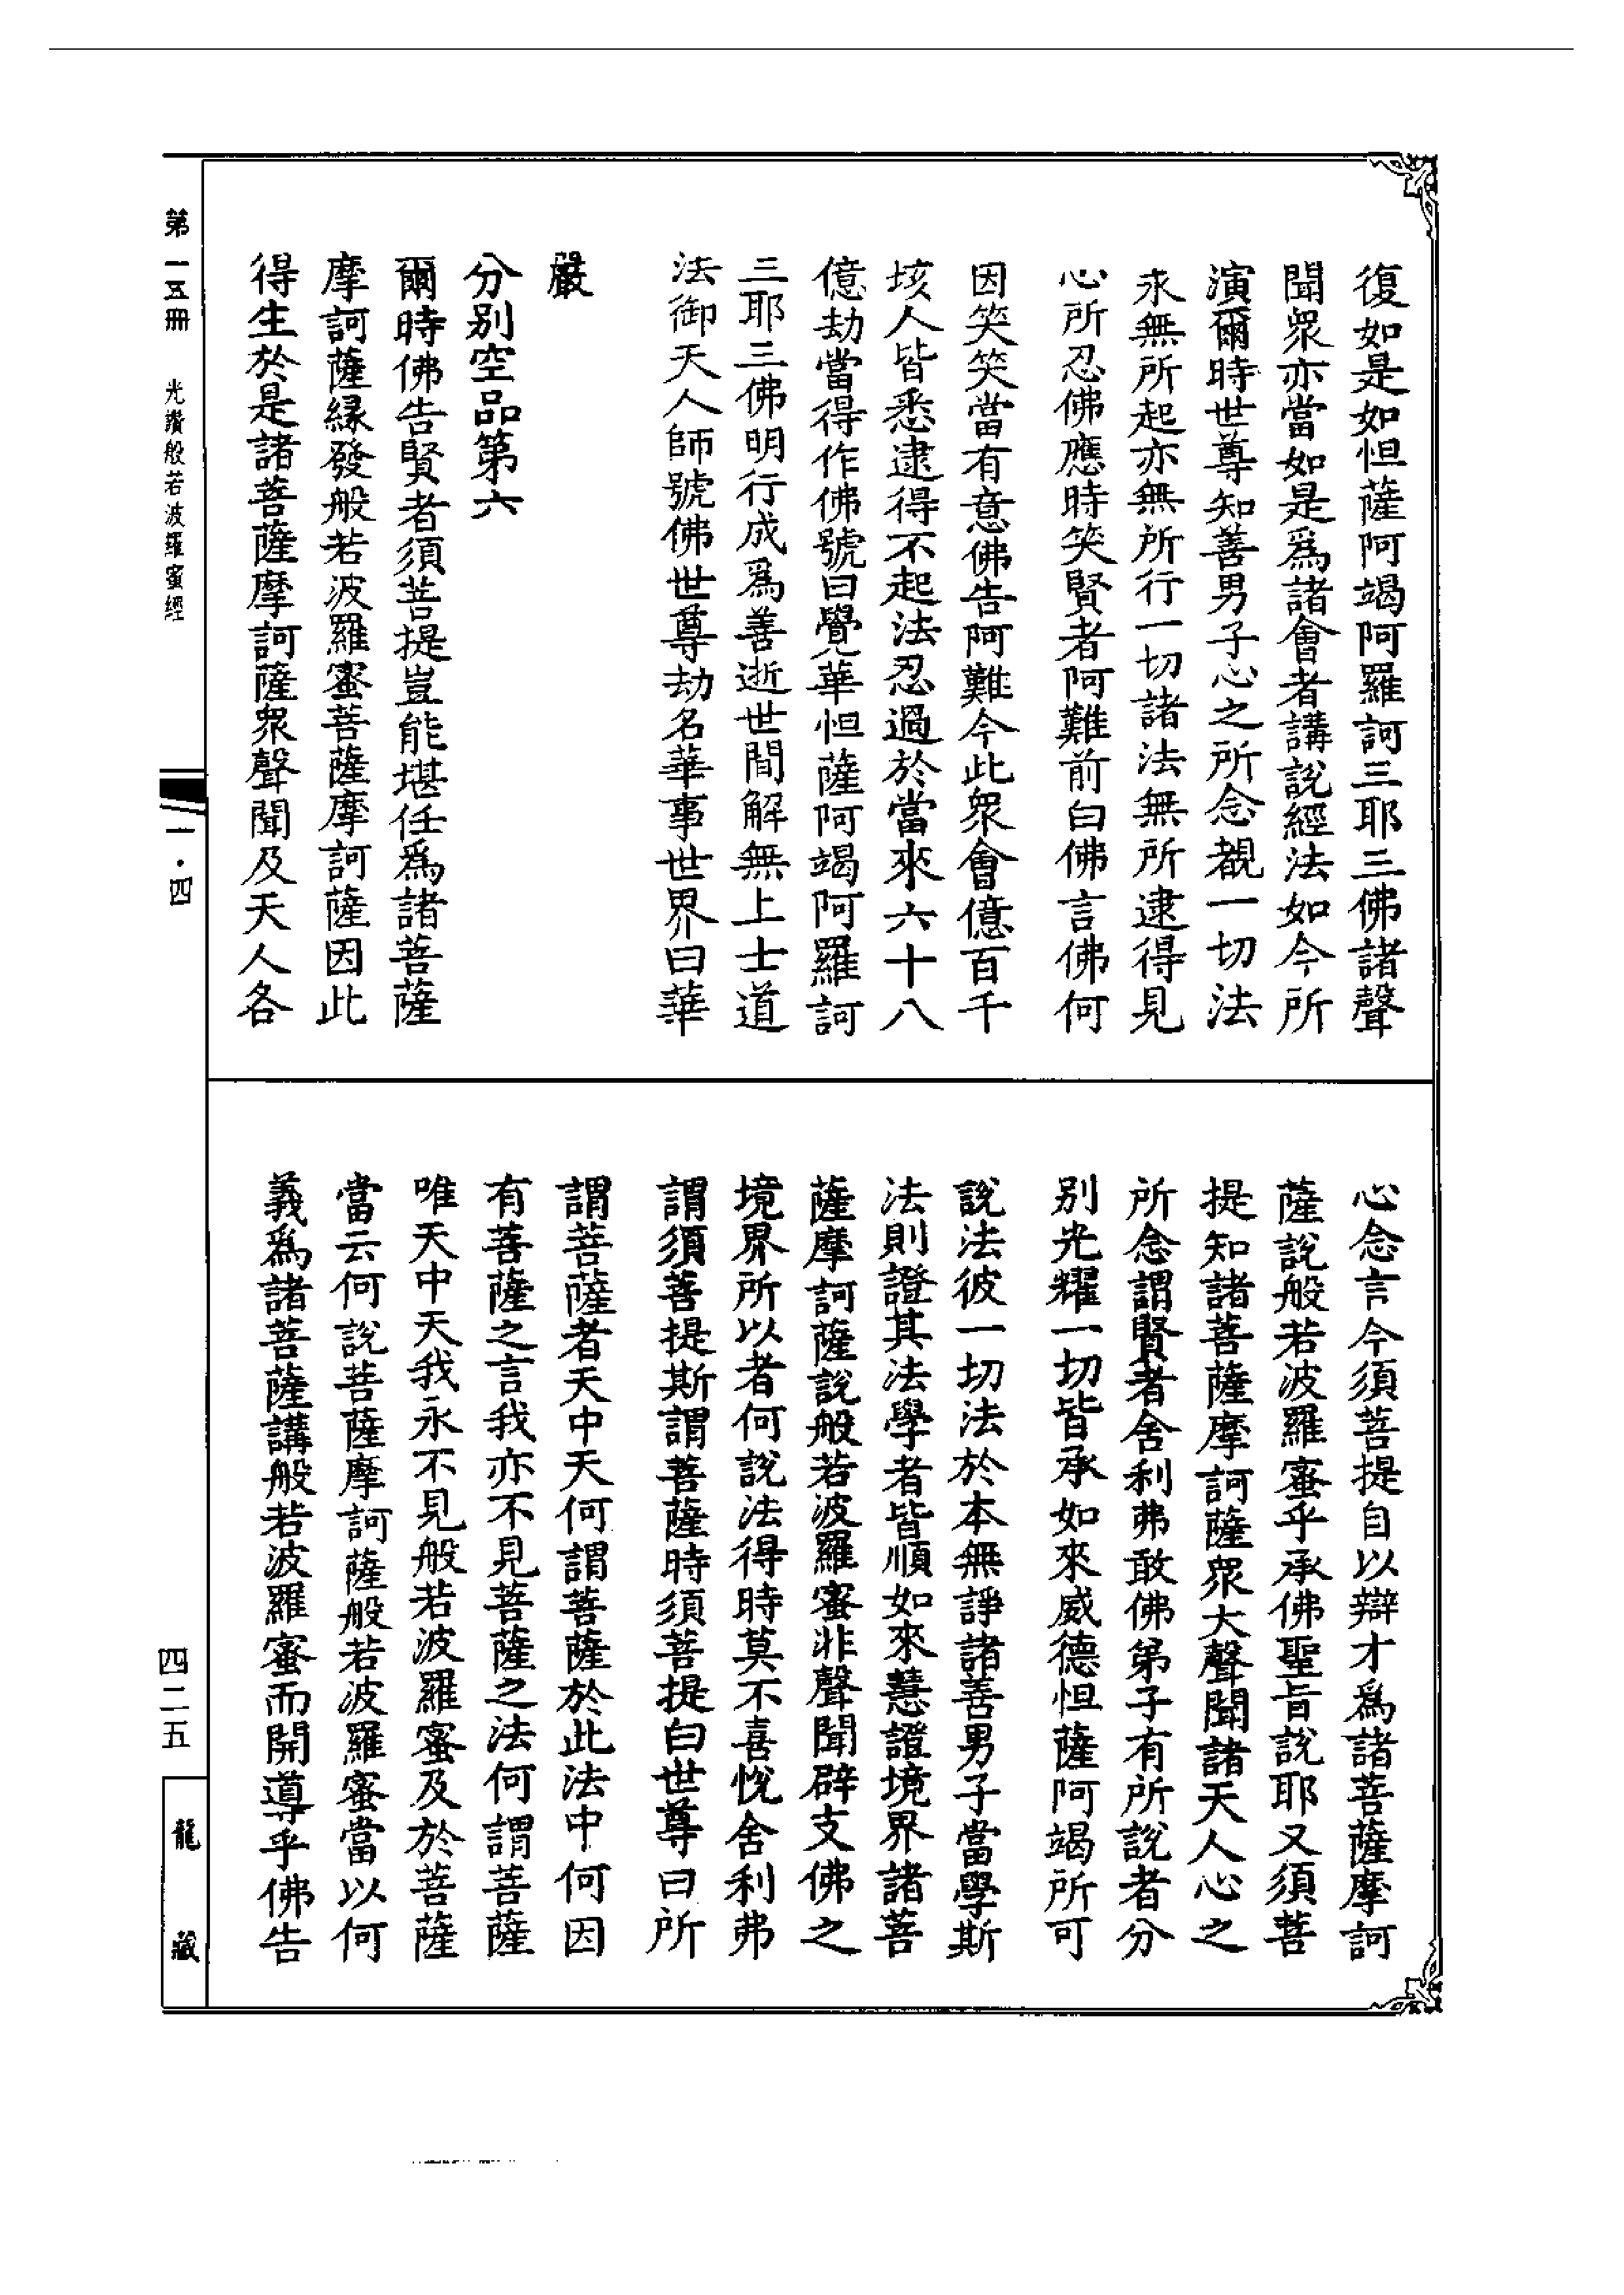 復如是如怛薩阿竭阿羅訶三耶三佛諸聲
聞眾亦當如是為諸會者講說經法如今所
演爾時世尊知善男子心之所念覩一切法
永無所起亦無所行一切諸法無所逮得見
心所忍佛應時笑賢者阿難前白佛言佛何
因笑笑當有意佛告阿難今此眾會億百千
垓人皆悉逮得不起法忍過於當來六十八
億劫當得作佛號曰覺華怛薩阿竭阿羅訶
三耶三佛明行成為善逝世間解無上士道
法御天人師號佛世尊劫名華事世界曰華
嚴
分別空品第六
爾時佛告賢者須菩提豈能堪任為諸菩薩
摩訶薩緣發般若波羅蜜菩薩摩訶薩因此
得生於是諸菩薩摩訶薩眾聲聞及天人各
心念言今須菩提自以辯才為諸菩薩摩訶
薩說般若波羅蜜乎承佛聖旨說耶又須菩
提知諸菩薩摩訶薩眾大聲聞諸天人心之
所念謂賢者舍利弗敢佛弟子有所說者分
別光耀一切皆承如來威德怛薩阿竭所可
說法彼一切法於本無諍諸善男子當學斯
法則證其法學者皆順如來慧證境界諸菩
薩摩訶薩說般若波羅蜜非聲聞辟支佛之
境界所以者何說法得時莫不喜悅舍利弗
謂須菩提斯謂菩薩時須菩提白世尊曰所
謂菩薩者天中天何謂菩薩於此法中何因
有菩薩之言我亦不見菩薩之法何謂菩薩
唯天中天我永不見般若波羅蜜及於菩薩
當云何說菩薩摩訶薩般若波羅蜜當以何
義為諸菩薩講般若波羅蜜而開導乎佛告
第一五冊
光讚般若波羅蜜經
一·四
四二五
龍藏